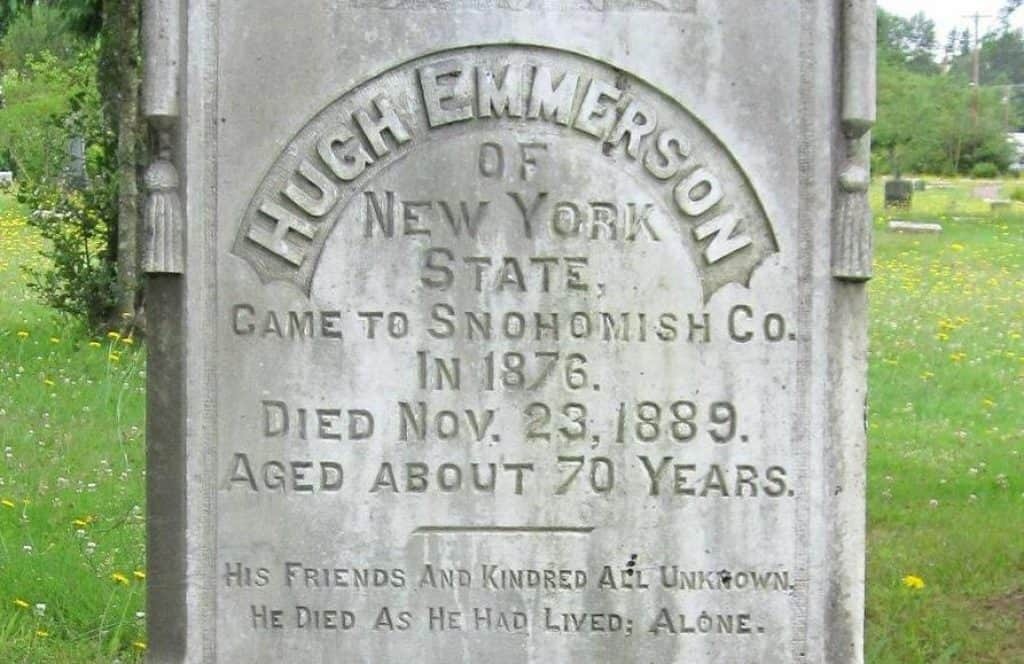 HUGH EMMERSON
OF
NEW YORK
STATE,
CAME TO SNOHOMISH CO.
IN 1876.
DIED NOV. 23, 1889.
AGED ABOUT 70 YEARS.
HIS FRIENDS AND KINDRED ALL UNKNOWN,
HE DIED AS HE HAD LIVED; ALONE.